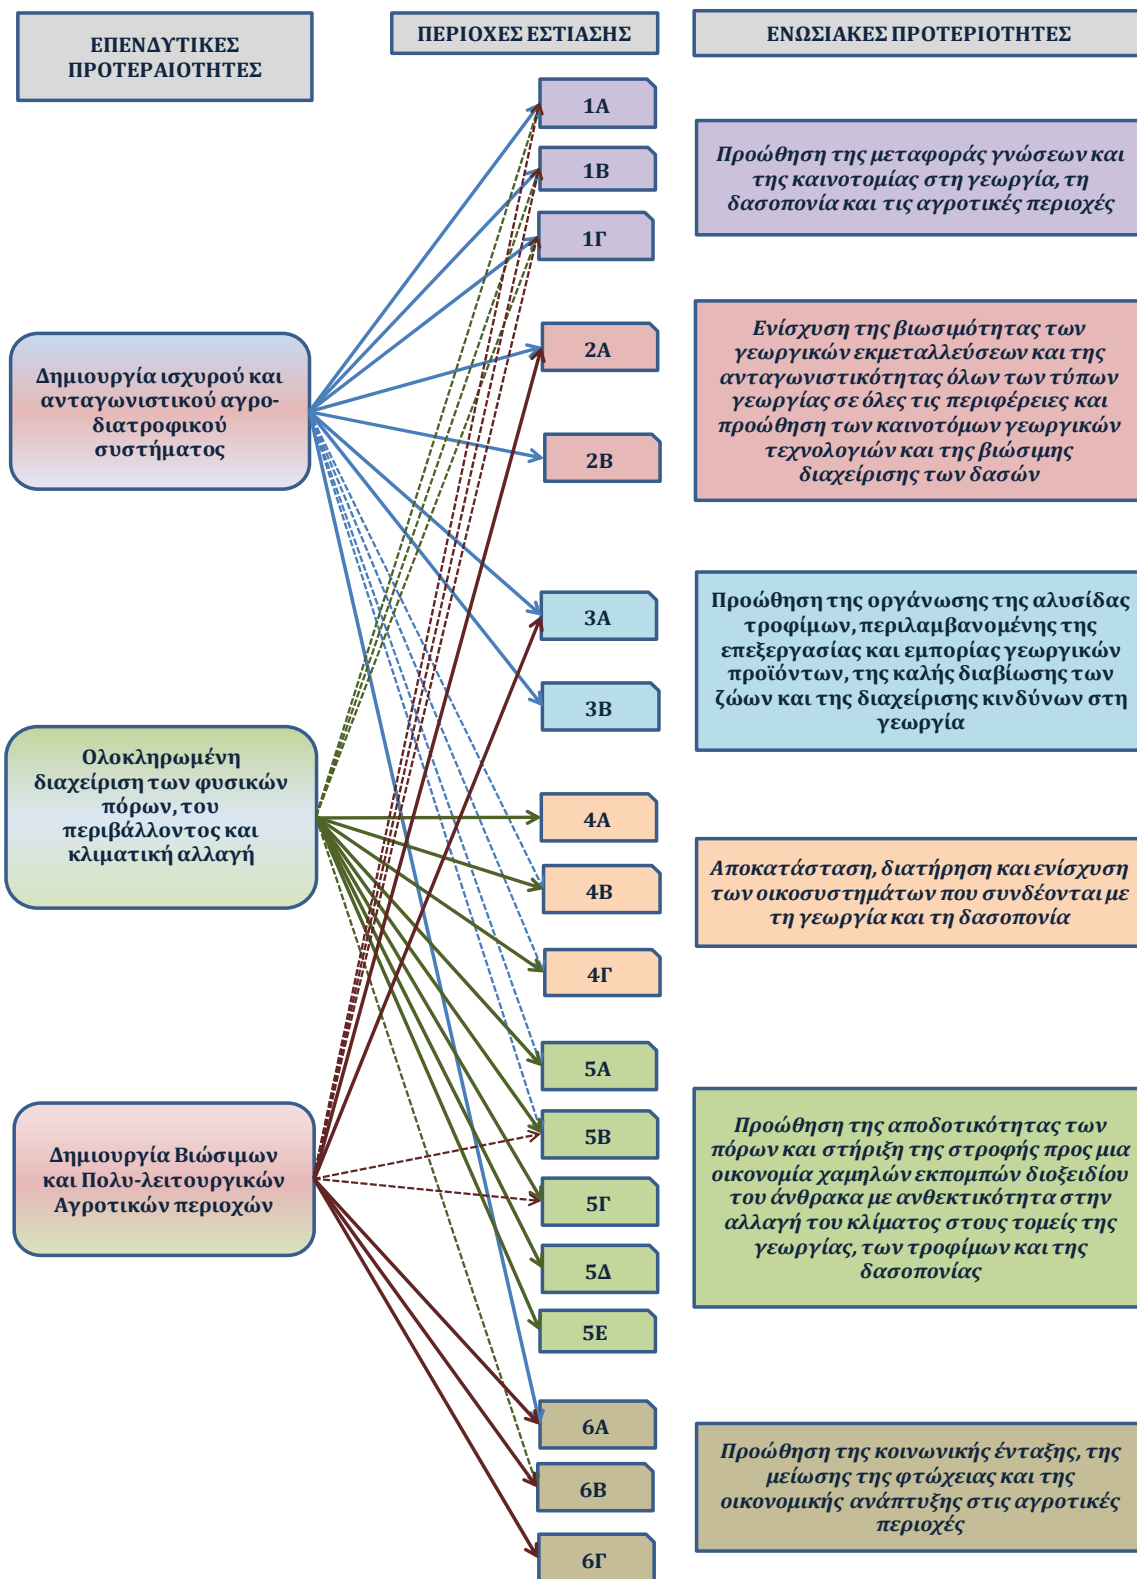 ΕΠΕΝΔΥΤΙΚΕΣ
ΠΡΟΤΕΡΑΙΟΤΗΤΕΣ
ΠΕΡΙΟΧΕΣ ΕΣΤΙΑΣΗΣ
ΕΝΩΣΙΑΚΕΣ ΠΡΟΤΕΡΙΟΤΗΤΕΣ
Δημιουργία ισχυρού και
ανταγωνιστικού αγρο-
διατροφικού
συστήματος
Ολοκληρωμένη
διαχείριση των φυσικών
πόρων, του
περιβάλλοντος και
κλιματική αλλαγή
Δημιουργία Βιώσιμων
και Πολυ-λειτουργικών
Αγροτικών περιοχών
1Α
1Β
1Γ
2Α
2Β
3Α
3Β
4Α
4Β
4Γ
5Α
5Β
5Γ
5Δ
5Ε
6Α
6Β
6Γ
Προώθηση της μεταφοράς γνώσεων και
της καινοτομίας στη γεωργία, τη
δασοπονία και τις αγροτικές περιοχές
Ενίσχυση της βιωσιμότητας των
γεωργικών εκμεταλλεύσεων και της
ανταγωνιστικότητας όλων των τύπων
γεωργίας σε όλες τις περιφέρειες και
προώθηση των καινοτόμων γεωργικών
τεχνολογιών και της βιώσιμης
διαχείρισης των δασών
Προώθηση της οργάνωσης της αλυσίδας
τροφίμων, περιλαμβανομένης της
επεξεργασίας και εμπορίας γεωργικών
προϊόντων, της καλής διαβίωσης των
ζώων και της διαχείρισης κινδύνων στη
γεωργία
Αποκατάσταση, διατήρηση και ενίσχυση
των οικοσυστημάτων που συνδέονται με
τη γεωργία και τη δασοπονία
Προώθηση της αποδοτικότητας των
πόρων και στήριξη της στροφής προς μια
οικονομία χαμηλών εκπομπών διοξειδίου
του άνθρακα με ανθεκτικότητα στην
αλλαγή του κλίματος στους τομείς της
γεωργίας, των τροφίμων και της
δασοπονίας
Προώθηση της κοινωνικής ένταξης, της
μείωσης της φτώχειας και της
οικονομικής ανάπτυξης στις αγροτικές
περιοχές